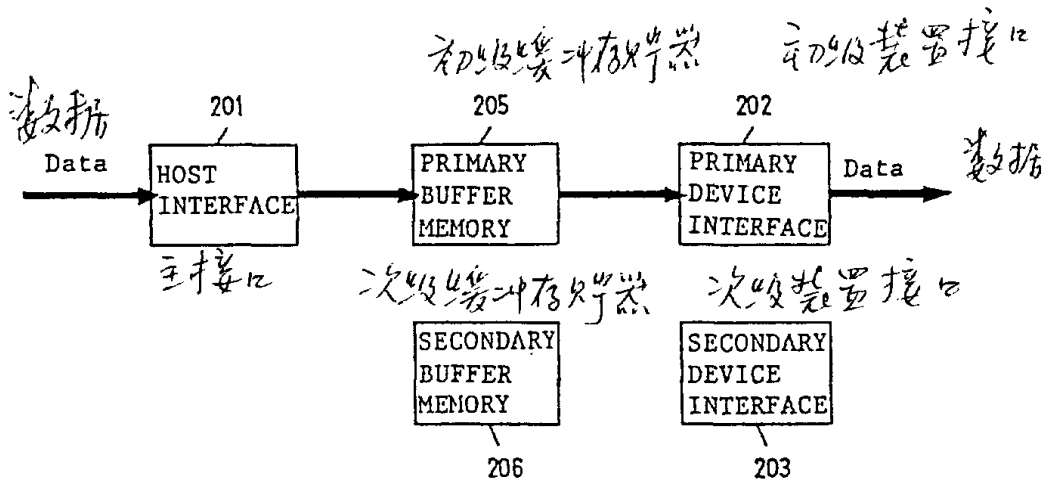 初级缓冲存贮器
初级装置接口
数据
201
205
202
数据
Data
HOST
INTERFACE
PRIMARY
BUFFER
MEMORY
PRIMARY
DEVICE
INTERFACE
Data
主接口
次级缓冲存贮器
次级装置接口
SECONDARY
BUFFER
MEMORY
SECONDARY
DEVICE
INTERFACE
206
203